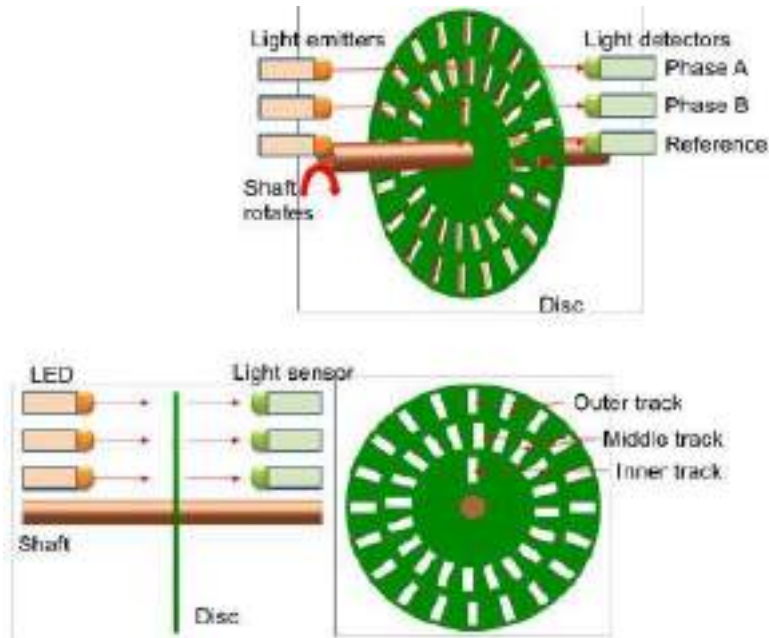 Light emitters
Light detectors
Phase A
Phase B
Reference
Shaft
rotates
Disc
LED
Light sensor
Outer track
Middle track
Inner track
Shaft
Disc